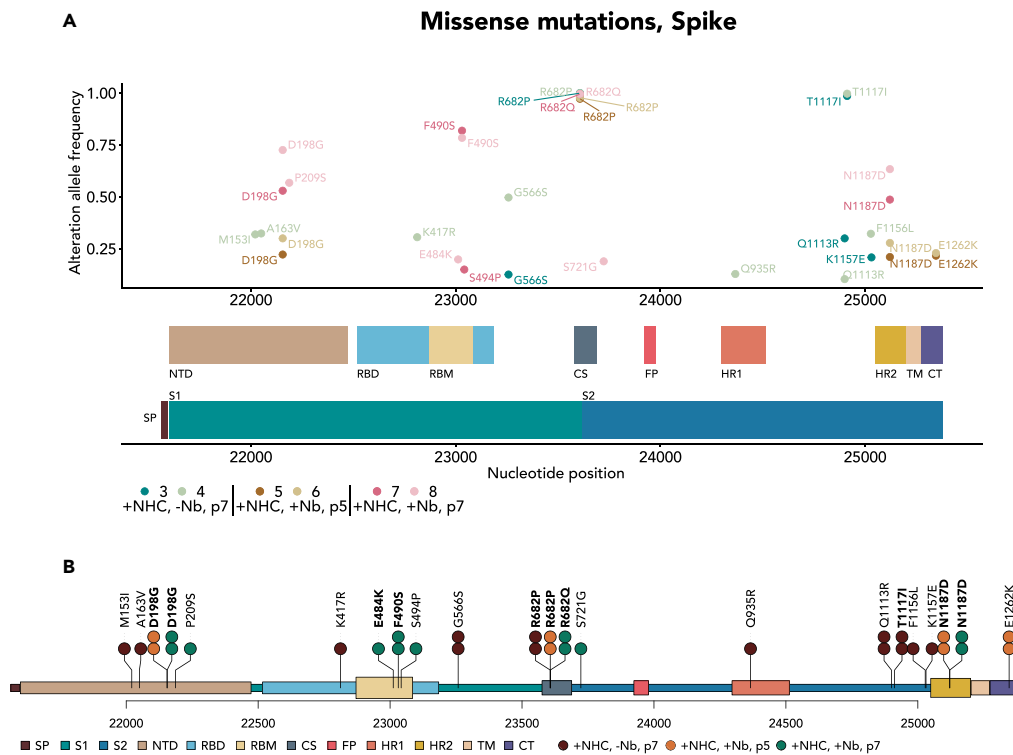 A
Missense mutations, Spike
Alteration allele frequency
1.00
0.75
0.50
0.25
R682P R682Q
R682P
R682Q
R682P
R682P
T1117I
T1117I
F490S
F490S
D198G
P209S
D198G
G566S
N1187D
N1187D
M153I
A163V
D198G
D198G
K417R
E484K
S494P
G566S
S721G
Q935R
Q1113R
F1156L
K1157E
Q1113R
N1187D
N1187D
E1262K
E1262K
22000 23000 24000 25000
NTD RBD RBM CS FP HR1 HR2 TM CT
S1 S2
SP
22000 23000 24000 25000
Nucleotide position
3 4 5 6 7 8
+NHC, -Nb, p7 +NHC, +Nb, p5 +NHC, +Nb, p7
B
M153I A163V D198G D198G P209S K417R E484K F490S S494P G566S R682P R682P R682Q S721G Q935R Q1113R T1117I F1156L K1157E N1187D N1187D E1262K
22000 22500 23000 23500 24000 24500 25000
SP S1 S2 NTD RBD RBM CS FP HR1 HR2 TM CT +NHC, -Nb, p7 +NHC, +Nb, p5 +NHC, +Nb, p7